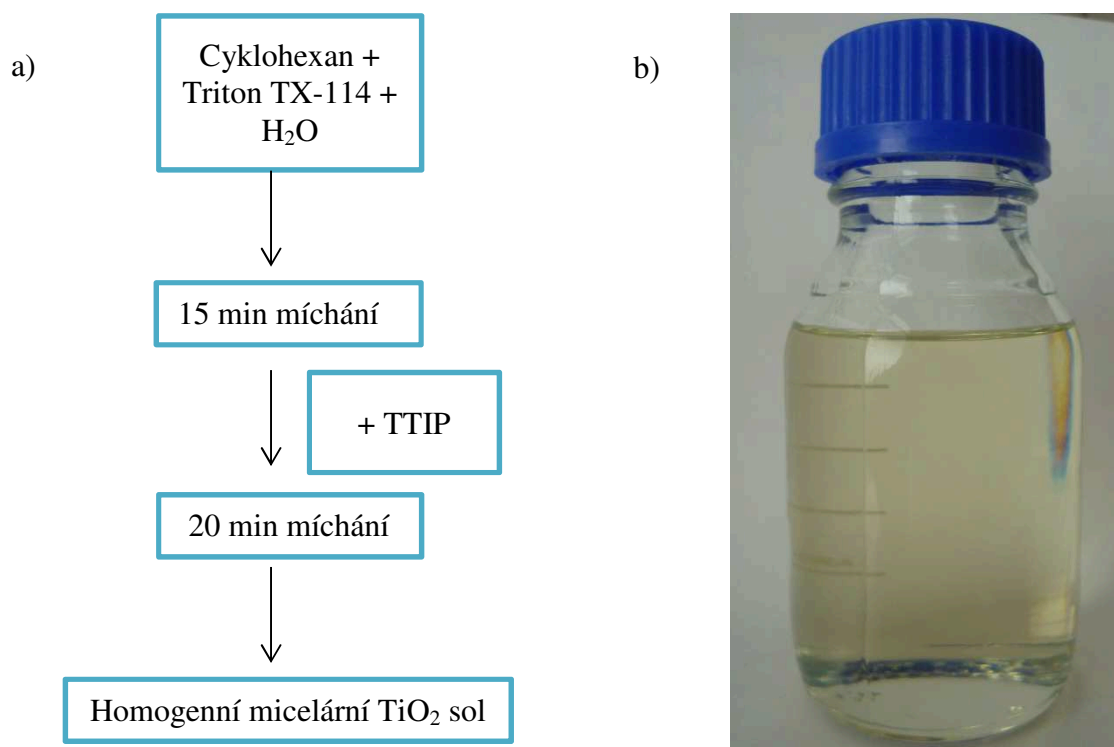 a)
Cyklohexan +
Triton TX-114 +
H₂O
15 min míchání
+ TTIP
20 min míchání
Homogenní micelární TiO₂ sol
b)